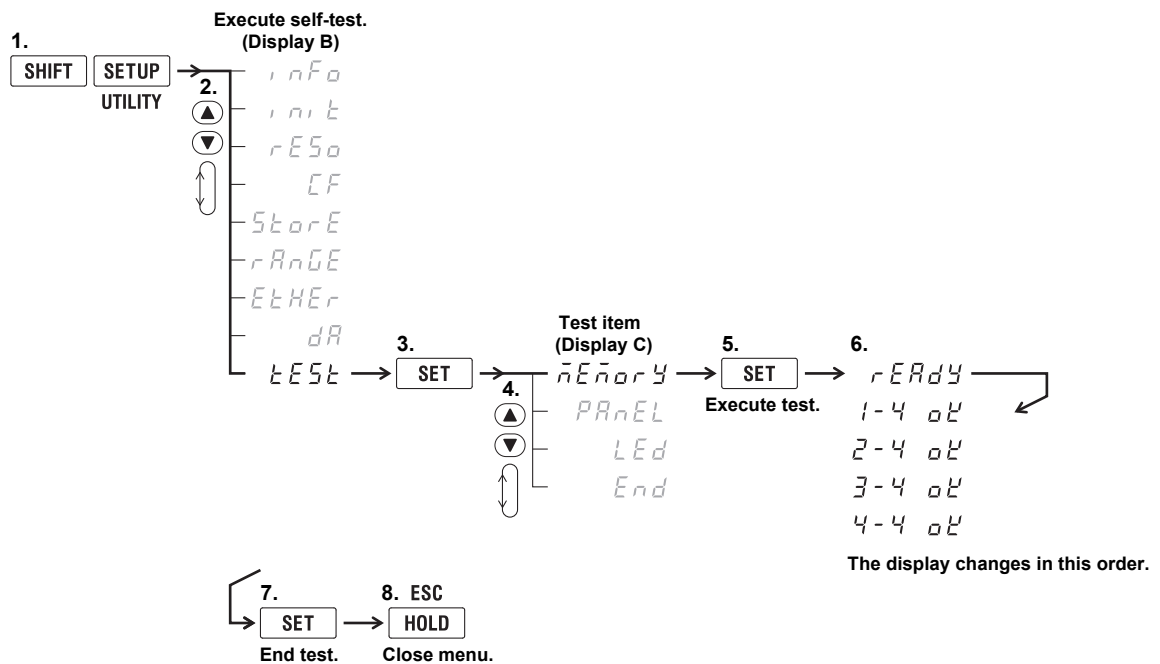 Execute self-test.
(Display B)
1.
SHIFT SETUP
UTILITY
2.
inFo
init
rESo
CF
StorE
rAnGE
EtHEr
dA
tESt
3.
SET
4.
Test item
(Display C)
mEmorY
PAnEL
LEd
End
5.
SET
Execute test.
6.
rEAdY
1-4 oK
2-4 oK
3-4 oK
4-4 oK
The display changes in this order.
7.
SET
End test.
8. ESC
HOLD
Close menu.